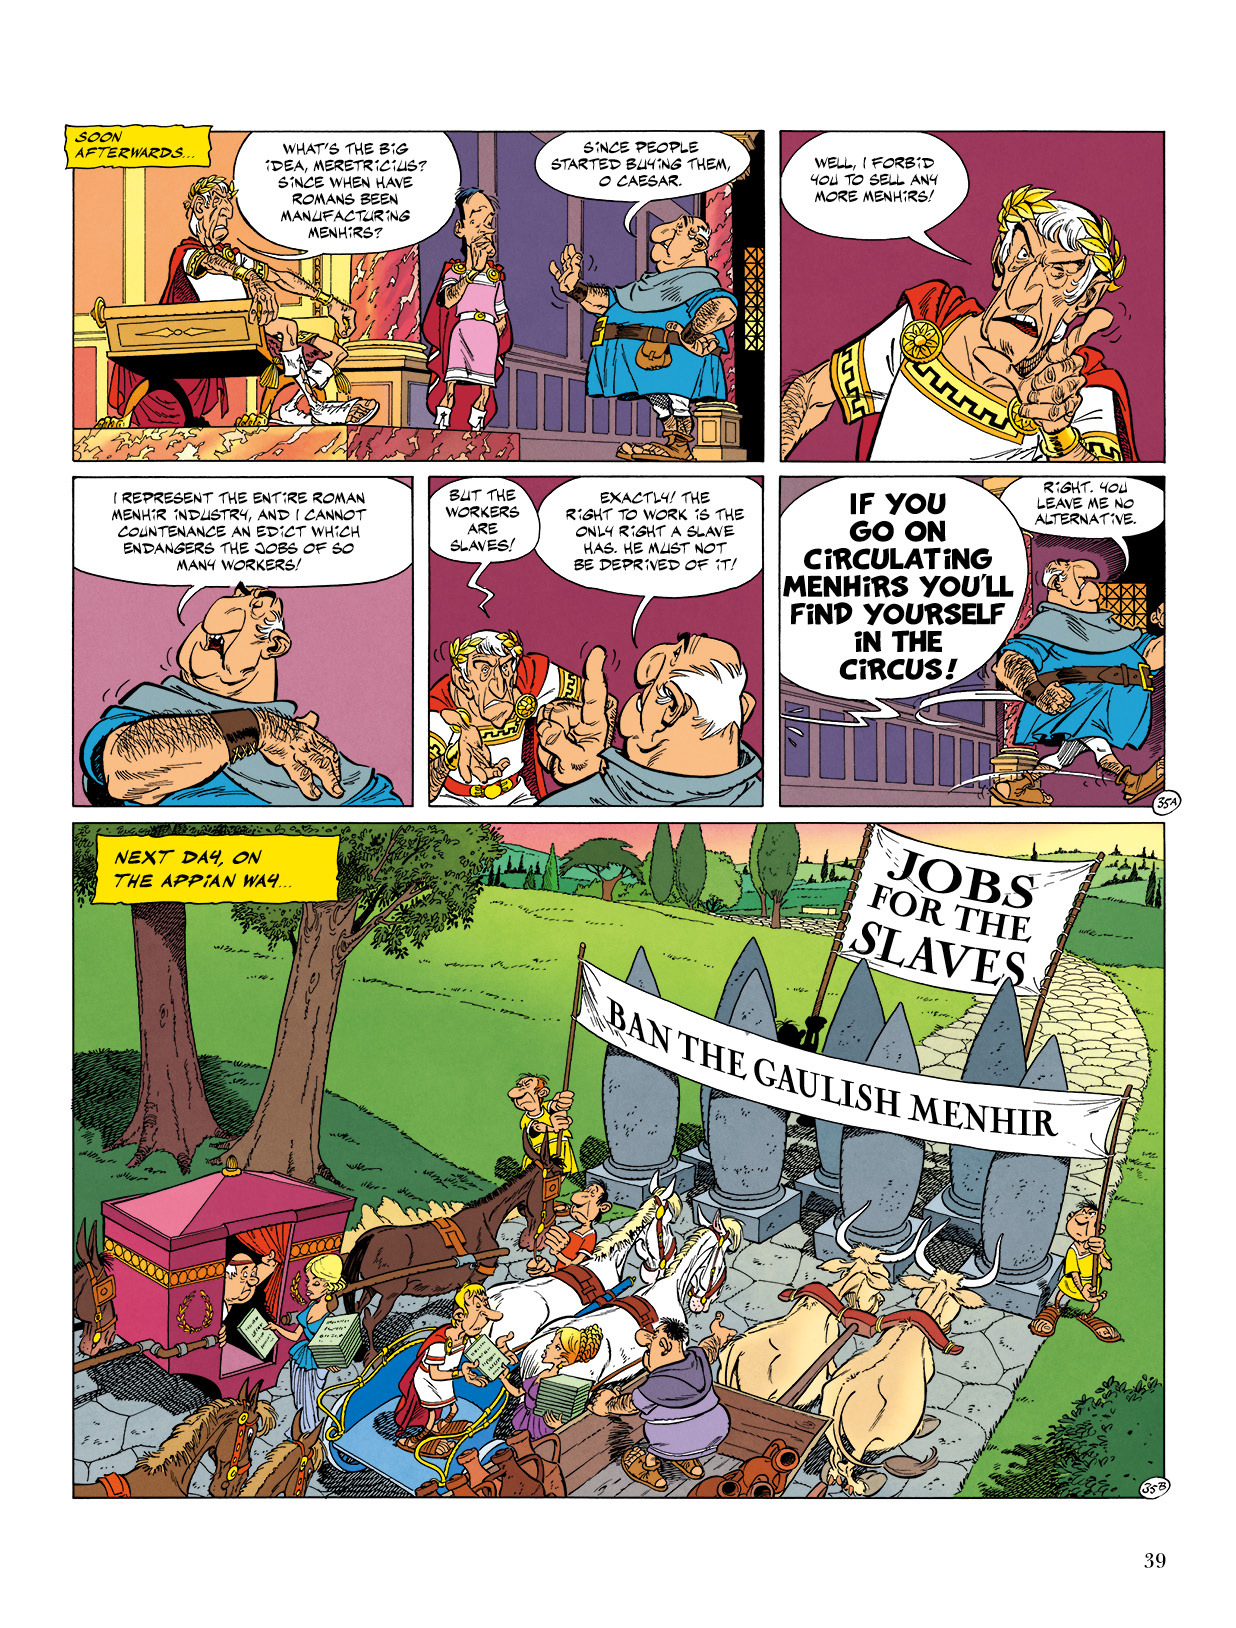 SOON
AFTERWARDS...
WHAT'S THE BIG
IDEA, MERETRICIUS?
SINCE WHEN HAVE
ROMANS BEEN
MANUFACTURING
MENHIRS?
SINCE PEOPLE
STARTED BUYING THEM,
O CAESAR.
WELL, I FORBID
YOU TO SELL ANY
MORE MENHIRS!
I REPRESENT THE ENTIRE ROMAN
MENHIR INDUSTRY, AND I CANNOT
COUNTENANCE AN EDICT WHICH
ENDANGERS THE JOBS OF SO
MANY WORKERS!
BUT THE
WORKERS
ARE
SLAVES!
EXACTLY! THE
RIGHT TO WORK IS THE
ONLY RIGHT A SLAVE
HAS. HE MUST NOT
BE DEPRIVED OF IT!
IF YOU
GO ON
CIRCULATING
MENHIRS YOU'LL
FIND YOURSELF
IN THE
CIRCUS!
RIGHT. YOU
LEAVE ME NO
ALTERNATIVE.
35A
NEXT DAY, ON
THE APPIAN WAY...
JOBS
FOR THE
SLAVES
BAN THE GAULISH MENHIR
35B
39